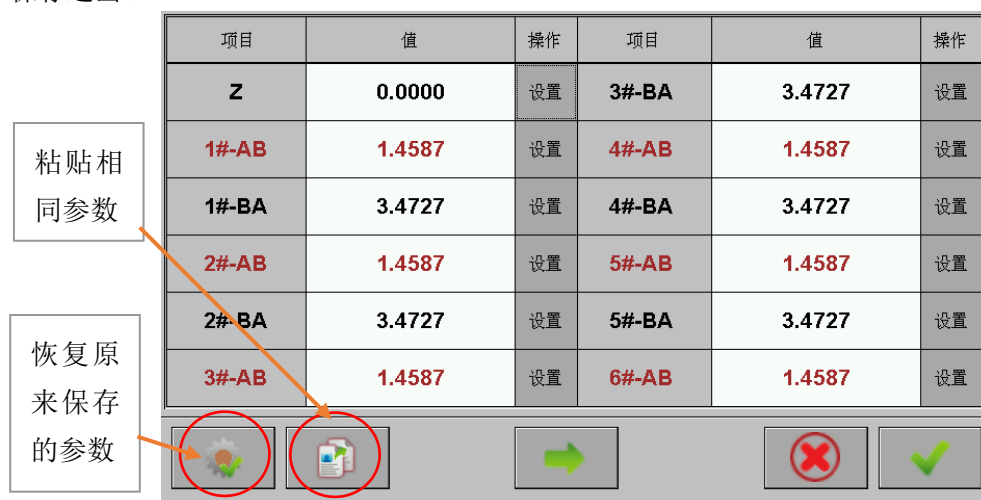 项目 值 操作 项目 值 操作
Z 0.0000 设置 3#-BA 3.4727 设置
1#-AB 1.4587 设置 4#-AB 1.4587 设置
1#-BA 3.4727 设置 4#-BA 3.4727 设置
2#-AB 1.4587 设置 5#-AB 1.4587 设置
2#-BA 3.4727 设置 5#-BA 3.4727 设置
3#-AB 1.4587 设置 6#-AB 1.4587 设置
粘贴相
同参数
恢复原
来保存
的参数